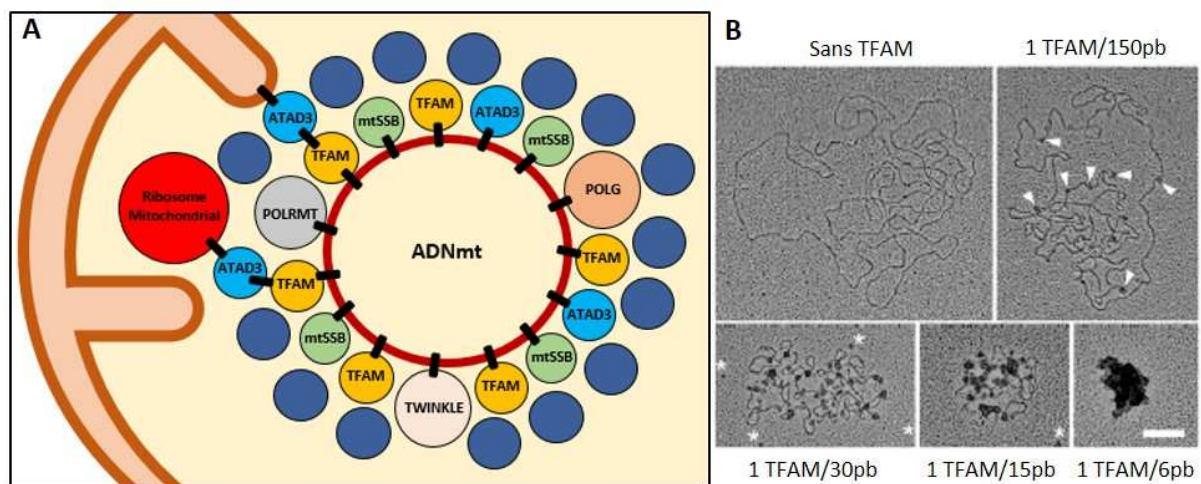 A
ATAD3
TFAM
mtSSB
TFAM
ATAD3
mtSSB
POLG
Ribosome
Mitochondrial
POLRMT
ADNmt
TFAM
ATAD3
TFAM
ATAD3
mtSSB
mtSSB
TFAM
TWINKLE
TFAM
B
Sans TFAM
1 TFAM/150pb
1 TFAM/30pb
1 TFAM/15pb
1 TFAM/6pb